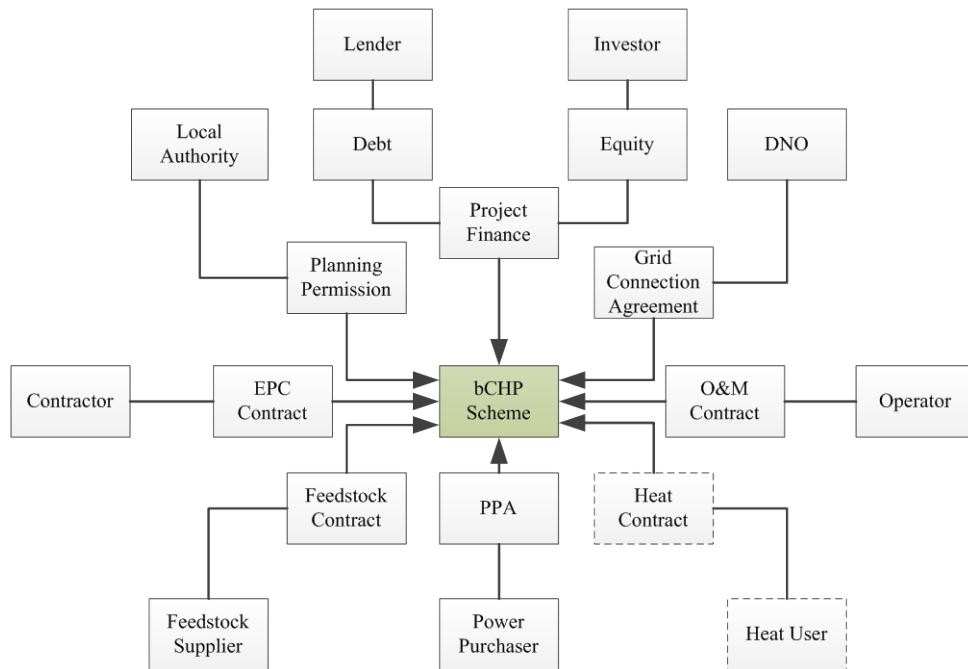 Lender
Investor
Local
Authority
Debt
Equity
DNO
Project
Finance
Planning
Permission
Grid
Connection
Agreement
Contractor
EPC
Contract
bCHP
Scheme
O&M
Contract
Operator
Feedstock
Contract
PPA
Heat
Contract
Feedstock
Supplier
Power
Purchaser
Heat User